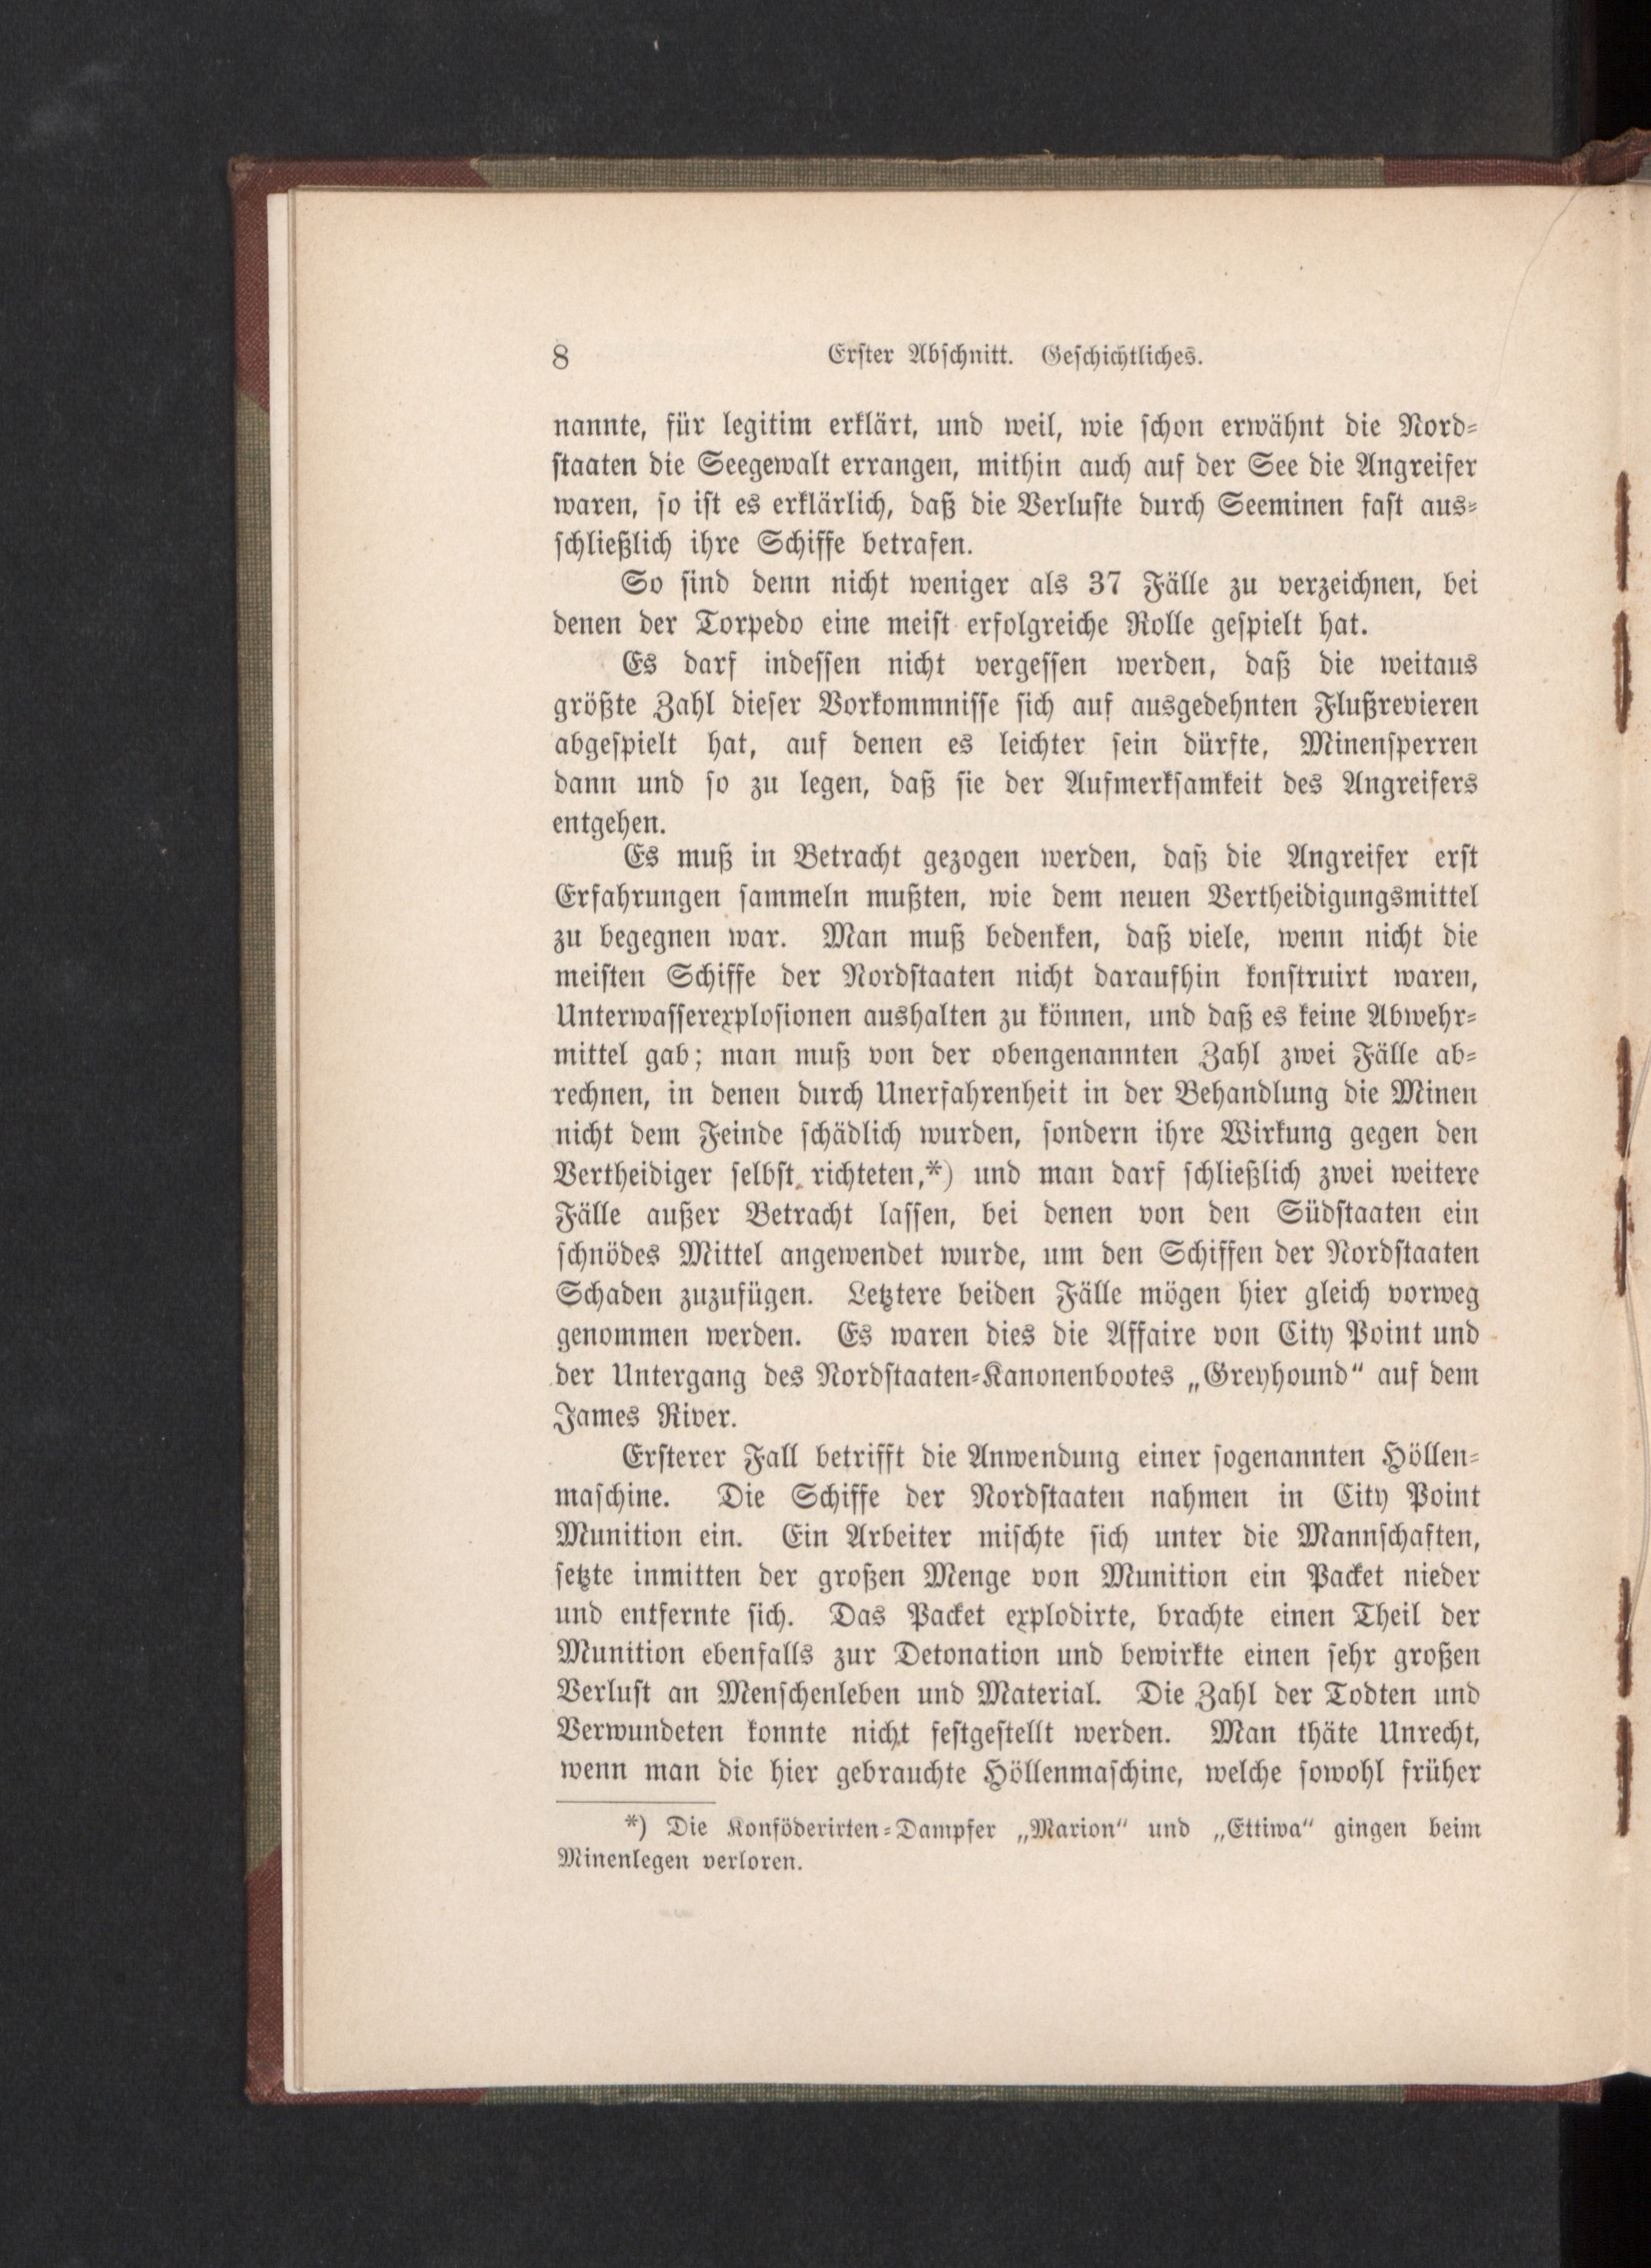 8
Erster Abschnitt. Geschichtliches.
nannte, für legitim erklärt, und weil, wie schon erwähnt die Nord-
staaten die Seegewalt errangen, mithin auch auf der See die Angreifer
waren, so ist es erklärlich, daß die Verluste durch Seeminen fast aus-
schließlich ihre Schiffe betrafen.
So sind denn nicht weniger als 37 Fälle zu verzeichnen, bei
denen der Torpedo eine meist erfolgreiche Rolle gespielt hat.
Es darf indessen nicht vergessen werden, daß die weitaus
größte Zahl dieser Vorkommnisse sich auf ausgedehnten Flußrevieren
abgespielt hat, auf denen es leichter sein dürfte, Minensperren
dann und so zu legen, daß sie der Aufmerksamkeit des Angreifers
entgehen.
Es muß in Betracht gezogen werden, daß die Angreifer erst
Erfahrungen sammeln mußten, wie dem neuen Vertheidigungsmittel
zu begegnen war. Man muß bedenken, daß viele, wenn nicht die
meisten Schiffe der Nordstaaten nicht daraufhin konstruirt waren,
Unterwasserexplosionen aushalten zu können, und daß es keine Abwehr-
mittel gab; man muß von der obengenannten Zahl zwei Fälle ab-
rechnen, in denen durch Unerfahrenheit in der Behandlung die Minen
nicht dem Feinde schädlich wurden, sondern ihre Wirkung gegen den
Vertheidiger selbst richteten,*) und man darf schließlich zwei weitere
Fälle außer Betracht lassen, bei denen von den Südstaaten ein
schnödes Mittel angewendet wurde, um den Schiffen der Nordstaaten
Schaden zuzufügen. Letztere beiden Fälle mögen hier gleich vorweg
genommen werden. Es waren dies die Affaire von City Point und
der Untergang des Nordstaaten-Kanonenbootes „Greyhound“ auf dem
James River.
Ersterer Fall betrifft die Anwendung einer sogenannten Höllen-
maschine. Die Schiffe der Nordstaaten nahmen in City Point
Munition ein. Ein Arbeiter mischte sich unter die Mannschaften,
setzte inmitten der großen Menge von Munition ein Packet nieder
und entfernte sich. Das Packet explodirte, brachte einen Theil der
Munition ebenfalls zur Detonation und bewirkte einen sehr großen
Verlust an Menschenleben und Material. Die Zahl der Todten und
Verwundeten konnte nicht festgestellt werden. Man thäte Unrecht,
wenn man die hier gebrauchte Höllenmaschine, welche sowohl früher
*) Die Konföderirten-Dampfer „Marion“ und „Ettiwa“ gingen beim
Minenlegen verloren.